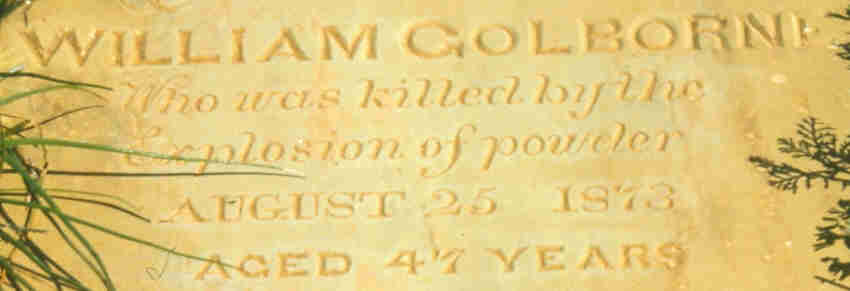 WILLIAM GOLBORNE
Who was killed by the
Explosion of powder
AUGUST 25 1873
AGED 47 YEARS